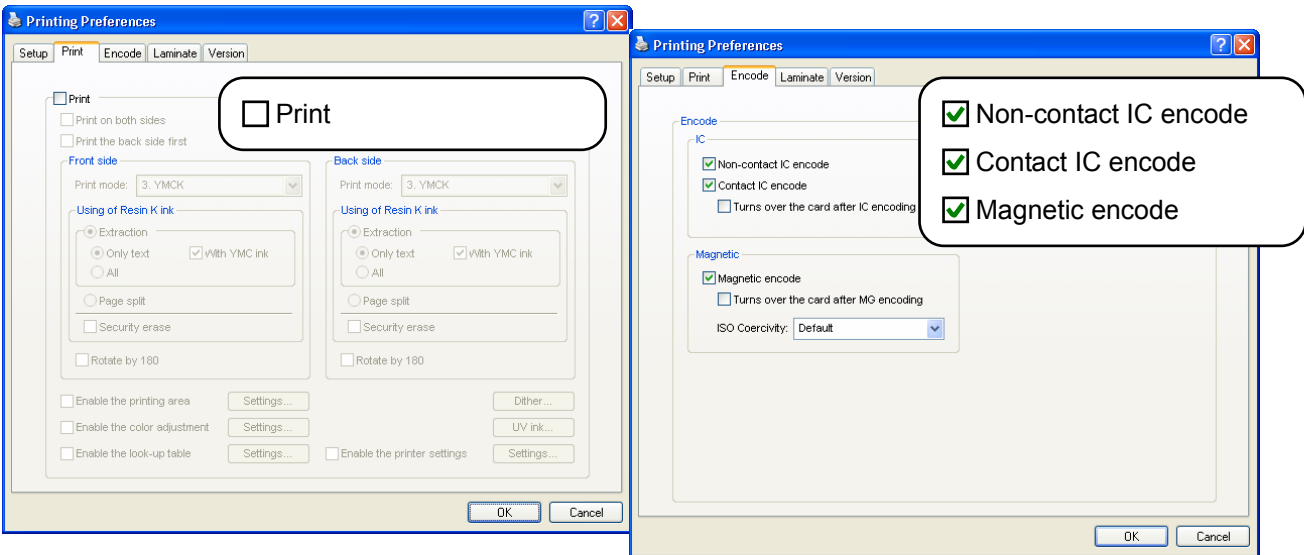 Printing Preferences
Setup Print Encode Laminate Version
Print
Print
Print on both sides
Print the back side first
Front side
Print mode: 3. YMCK
Using of Resin K ink
Extraction
Only text With YMC ink
All
Page split
Security erase
Rotate by 180
Back side
Print mode: 3. YMCK
Using of Resin K ink
Extraction
Only text With YMC ink
All
Page split
Security erase
Rotate by 180
Enable the printing area Settings... Dither...
Enable the color adjustment Settings... UV ink...
Enable the look-up table Settings... Enable the printer settings Settings...
OK Cancel
Printing Preferences
Setup Print Encode Laminate Version
Encode
IC
Non-contact IC encode
Contact IC encode
Turns over the card after IC encoding
Non-contact IC encode
Contact IC encode
Magnetic encode
Magnetic
Magnetic encode
Turns over the card after MG encoding
ISO Coercivity: Default
OK Cancel